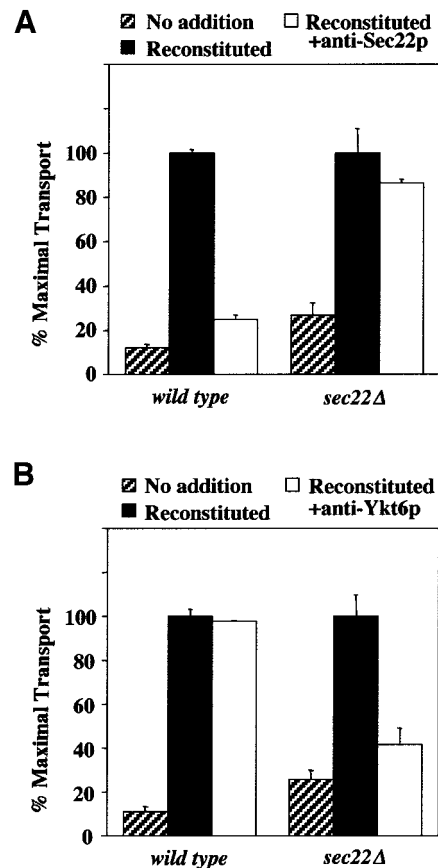 A
No addition
Reconstituted
Reconstituted
+anti-Sec22p
% Maximal Transport
100
80
60
40
20
0
wild type
sec22Δ
B
No addition
Reconstituted
Reconstituted
+anti-Ykt6p
% Maximal Transport
100
80
60
40
20
0
wild type
sec22Δ